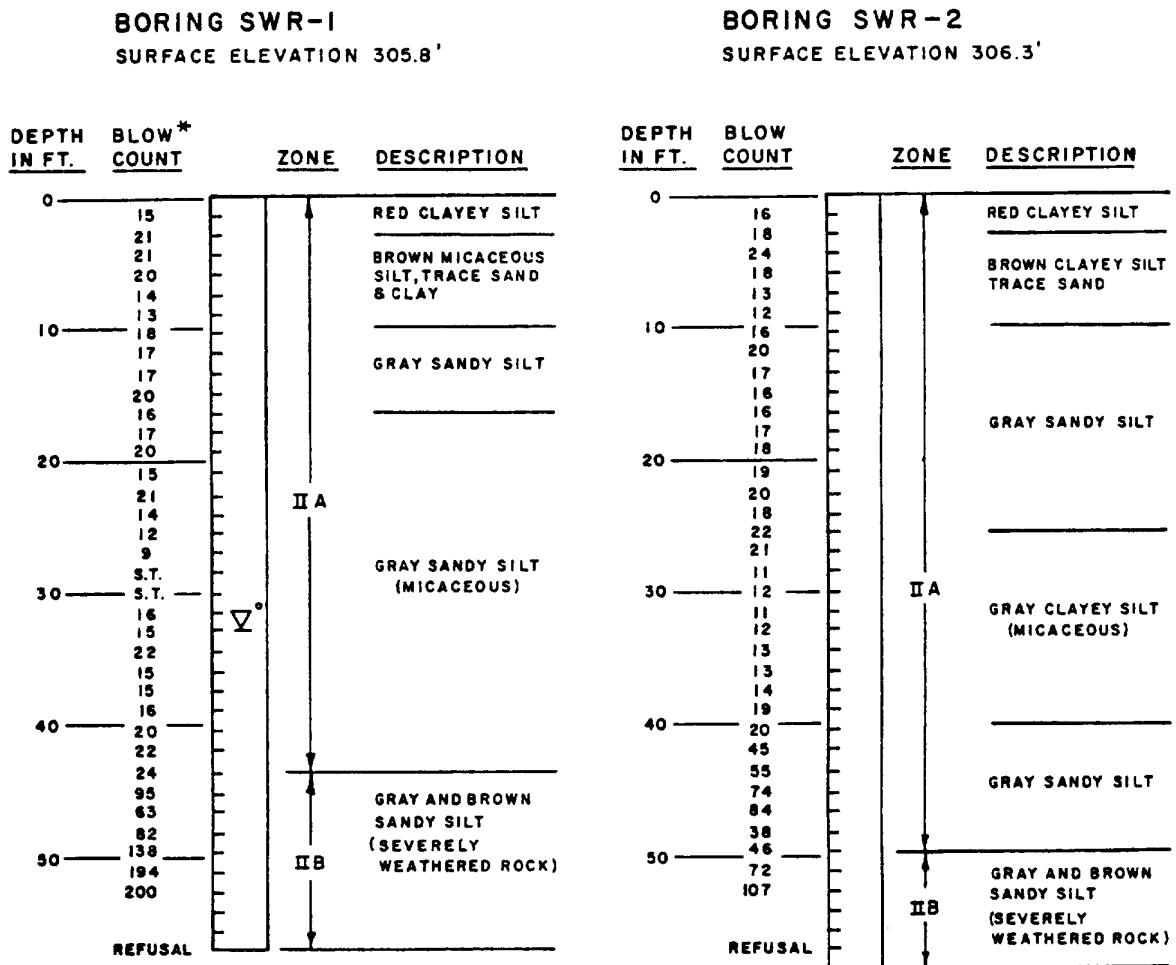 BORING SWR-1
SURFACE ELEVATION 305.8'
DEPTH IN FT.
BLOW* COUNT
ZONE
DESCRIPTION
0
15
21
21
20
14
13
10
18
17
17
20
16
17
20
20
15
21
14
12
9
S.T.
S.T.
30
16
15
22
15
15
16
40
20
22
24
95
63
82
138
50
194
200
REFUSAL
II A
II B
RED CLAYEY SILT
BROWN MICACEOUS
SILT, TRACE SAND
& CLAY
GRAY SANDY SILT
GRAY SANDY SILT
(MICACEOUS)
GRAY AND BROWN
SANDY SILT
(SEVERELY
WEATHERED ROCK)
BORING SWR-2
SURFACE ELEVATION 306.3'
DEPTH IN FT.
BLOW COUNT
ZONE
DESCRIPTION
0
16
18
24
18
13
12
10
16
20
17
16
16
17
18
20
19
20
18
22
21
11
30
12
11
12
13
13
14
19
40
20
45
55
74
84
38
46
50
72
107
REFUSAL
II A
II B
RED CLAYEY SILT
BROWN CLAYEY SILT
TRACE SAND
GRAY SANDY SILT
GRAY CLAYEY SILT
(MICACEOUS)
GRAY SANDY SILT
GRAY AND BROWN
SANDY SILT
(SEVERELY
WEATHERED ROCK)